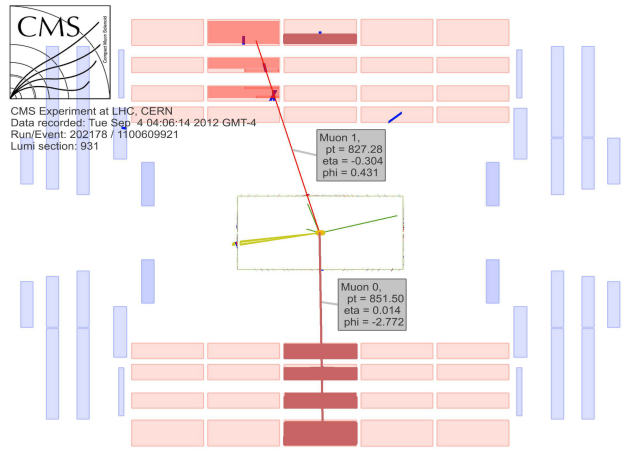 CMS
Compact Muon Solenoid
CMS Experiment at LHC, CERN
Data recorded: Tue Sep 4 04:06:14 2012 GMT-4
Run/Event: 202178 / 1100609921
Lumi section: 931
Muon 1,
pt = 827.28
eta = -0.304
phi = 0.431
Muon 0,
pt = 851.50
eta = 0.014
phi = -2.772